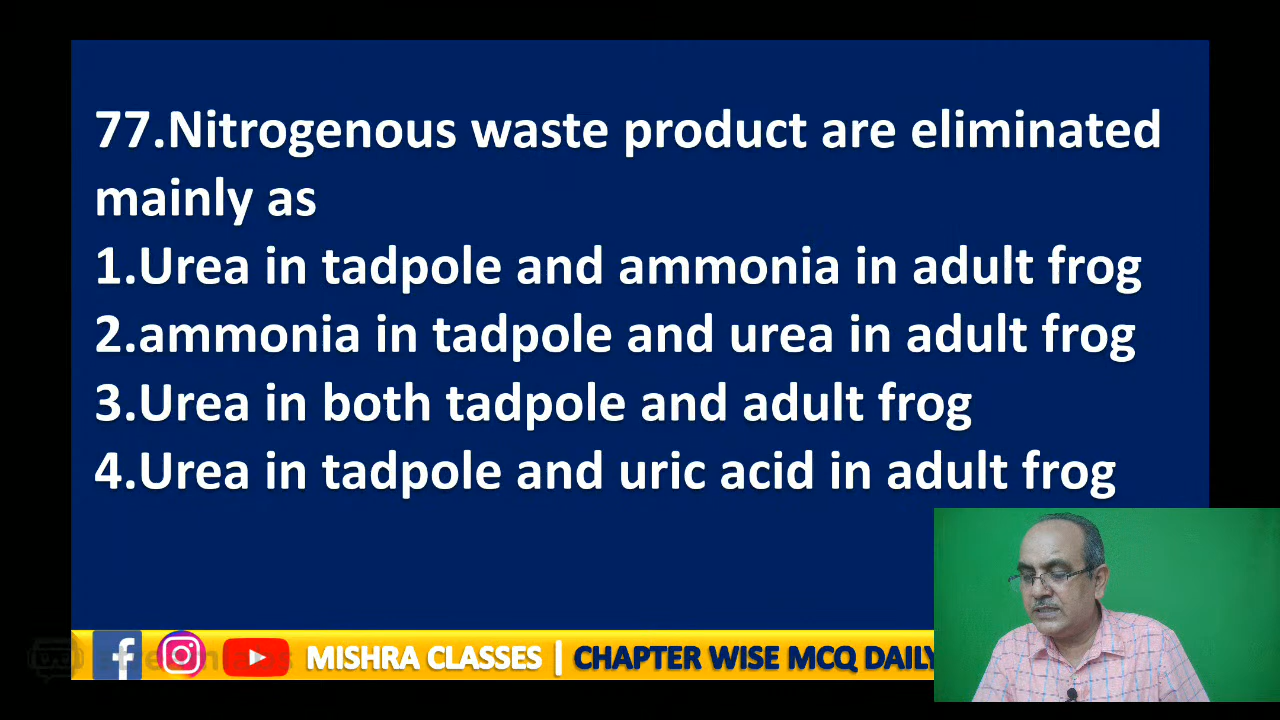 77.Nitrogenous waste product are eliminated
mainly as
1.Urea in tadpole and ammonia in adult frog
2.ammonia in tadpole and urea in adult frog
3.Urea in both tadpole and adult frog
4.Urea in tadpole and uric acid in adult frog
MISHRA CLASSES | CHAPTER WISE MCQ DAILY